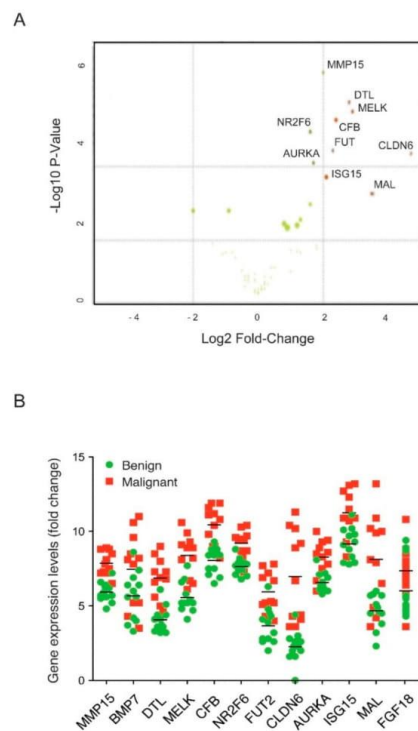 A
6
4
2
0
-Log10 P-Value
MMP15
DTL
MELK
CFB
NR2F6
FUT
CLDN6
AURKA
ISG15
MAL
-4
-2
0
2
4
Log2 Fold-Change
B
15
10
5
0
Gene expression levels (fold change)
Benign
Malignant
MMP15
BMP7
DTL
MELK
CFB
NR2F6
FUT2
CLDN6
AURKA
ISG15
MAL
FGF18